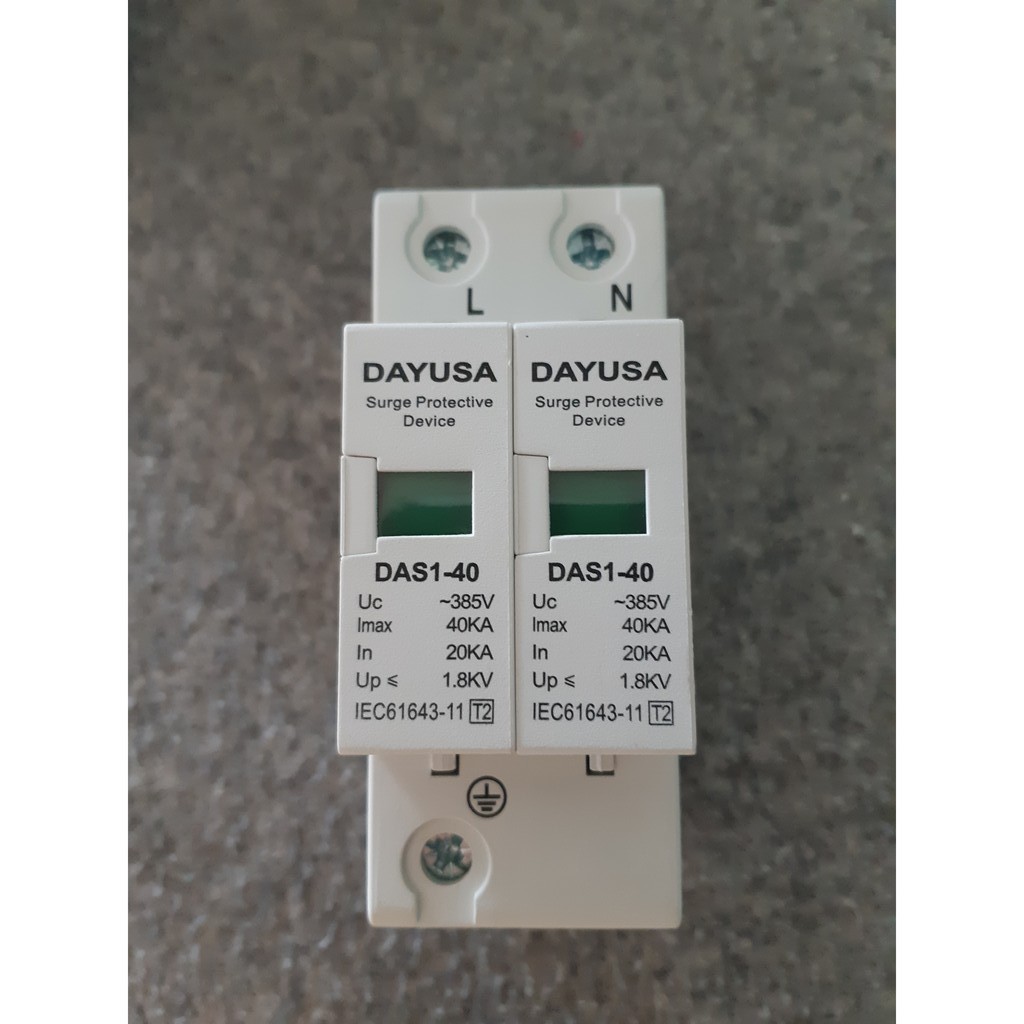 L N
DAYUSA
Surge Protective
Device
DAS1-40
Uc ~385V
Imax 40KA
In 20KA
Up ≤ 1.8KV
IEC61643-11 T2
DAYUSA
Surge Protective
Device
DAS1-40
Uc ~385V
Imax 40KA
In 20KA
Up ≤ 1.8KV
IEC61643-11 T2